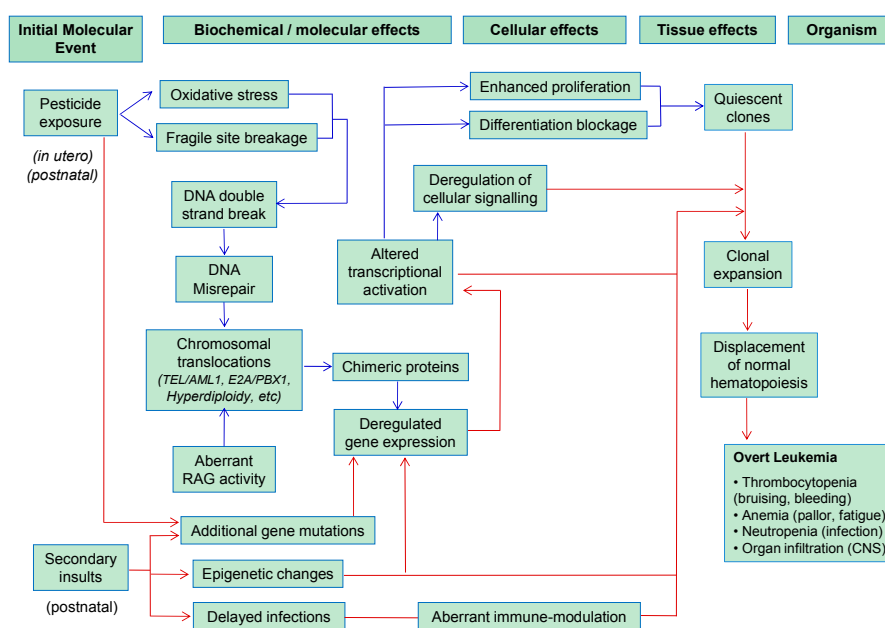 Initial Molecular
Event
Biochemical / molecular effects
Cellular effects
Tissue effects
Organism
Pesticide
exposure
(in utero)
(postnatal)
Oxidative stress
Fragile site breakage
Enhanced proliferation
Differentiation blockage
Quiescent
clones
DNA double
strand break
Deregulation of
cellular signalling
DNA
Misrepair
Altered
transcriptional
activation
Clonal
expansion
Chromosomal
translocations
(TEL/AML1, E2A/PBX1,
Hyperdiploidy, etc)
Chimeric proteins
Displacement
of normal
hematopoiesis
Deregulated
gene expression
Aberrant
RAG activity
Overt Leukemia
• Thrombocytopenia
(bruising, bleeding)
• Anemia (pallor, fatigue)
• Neutropenia (infection)
• Organ infiltration (CNS)
Additional gene mutations
Secondary
insults
(postnatal)
Epigenetic changes
Delayed infections
Aberrant immune-modulation